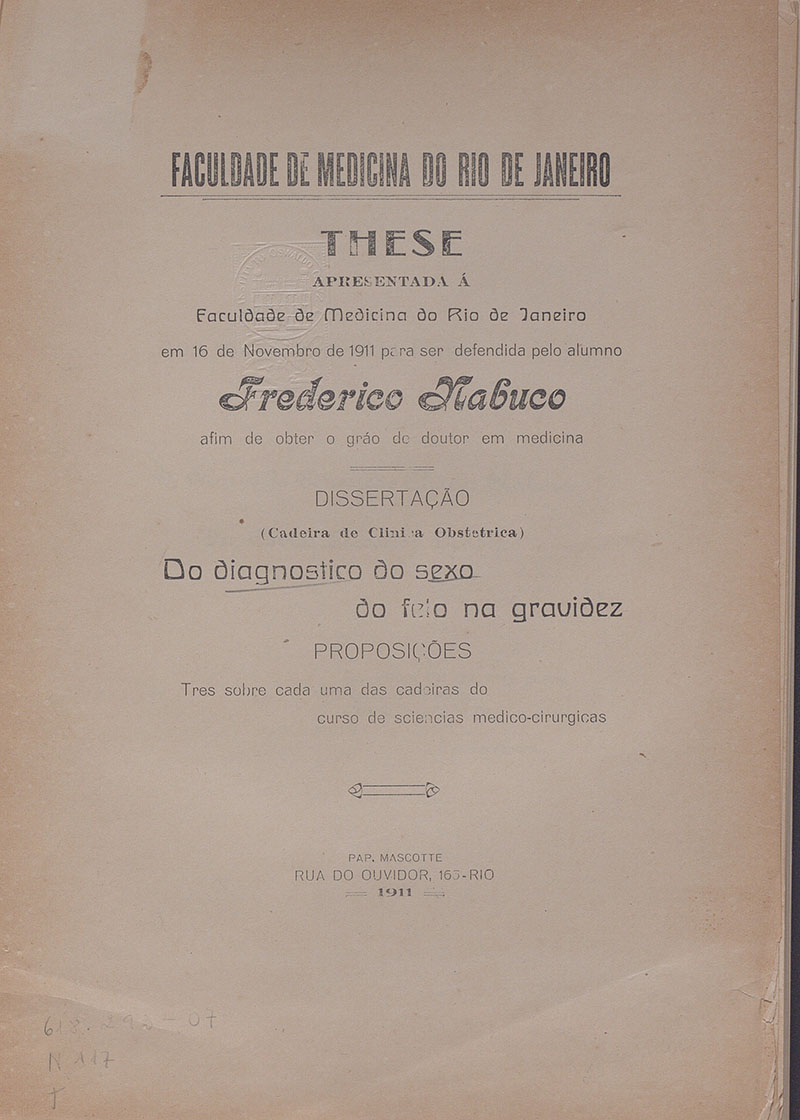 FACULDADE DE MEDICINA DO RIO DE JANEIRO
THESE
APRESENTADA Á
Faculdade de Medicina do Rio de Janeiro
em 16 de Novembro de 1911 para ser defendida pelo alumno
Frederico Nabuco
afim de obter o gráo de doutor em medicina
DISSERTAÇÃO
(Cadeira de Clinica Obstetrica)
Do diagnostico do sexo
do feto na gravidez
PROPOSIÇÕES
Tres sobre cada uma das cadeiras do
curso de sciencias medico-cirurgicas
PAP. MASCOTTE
RUA DO OUVIDOR, -RIO
1911
N 117
T